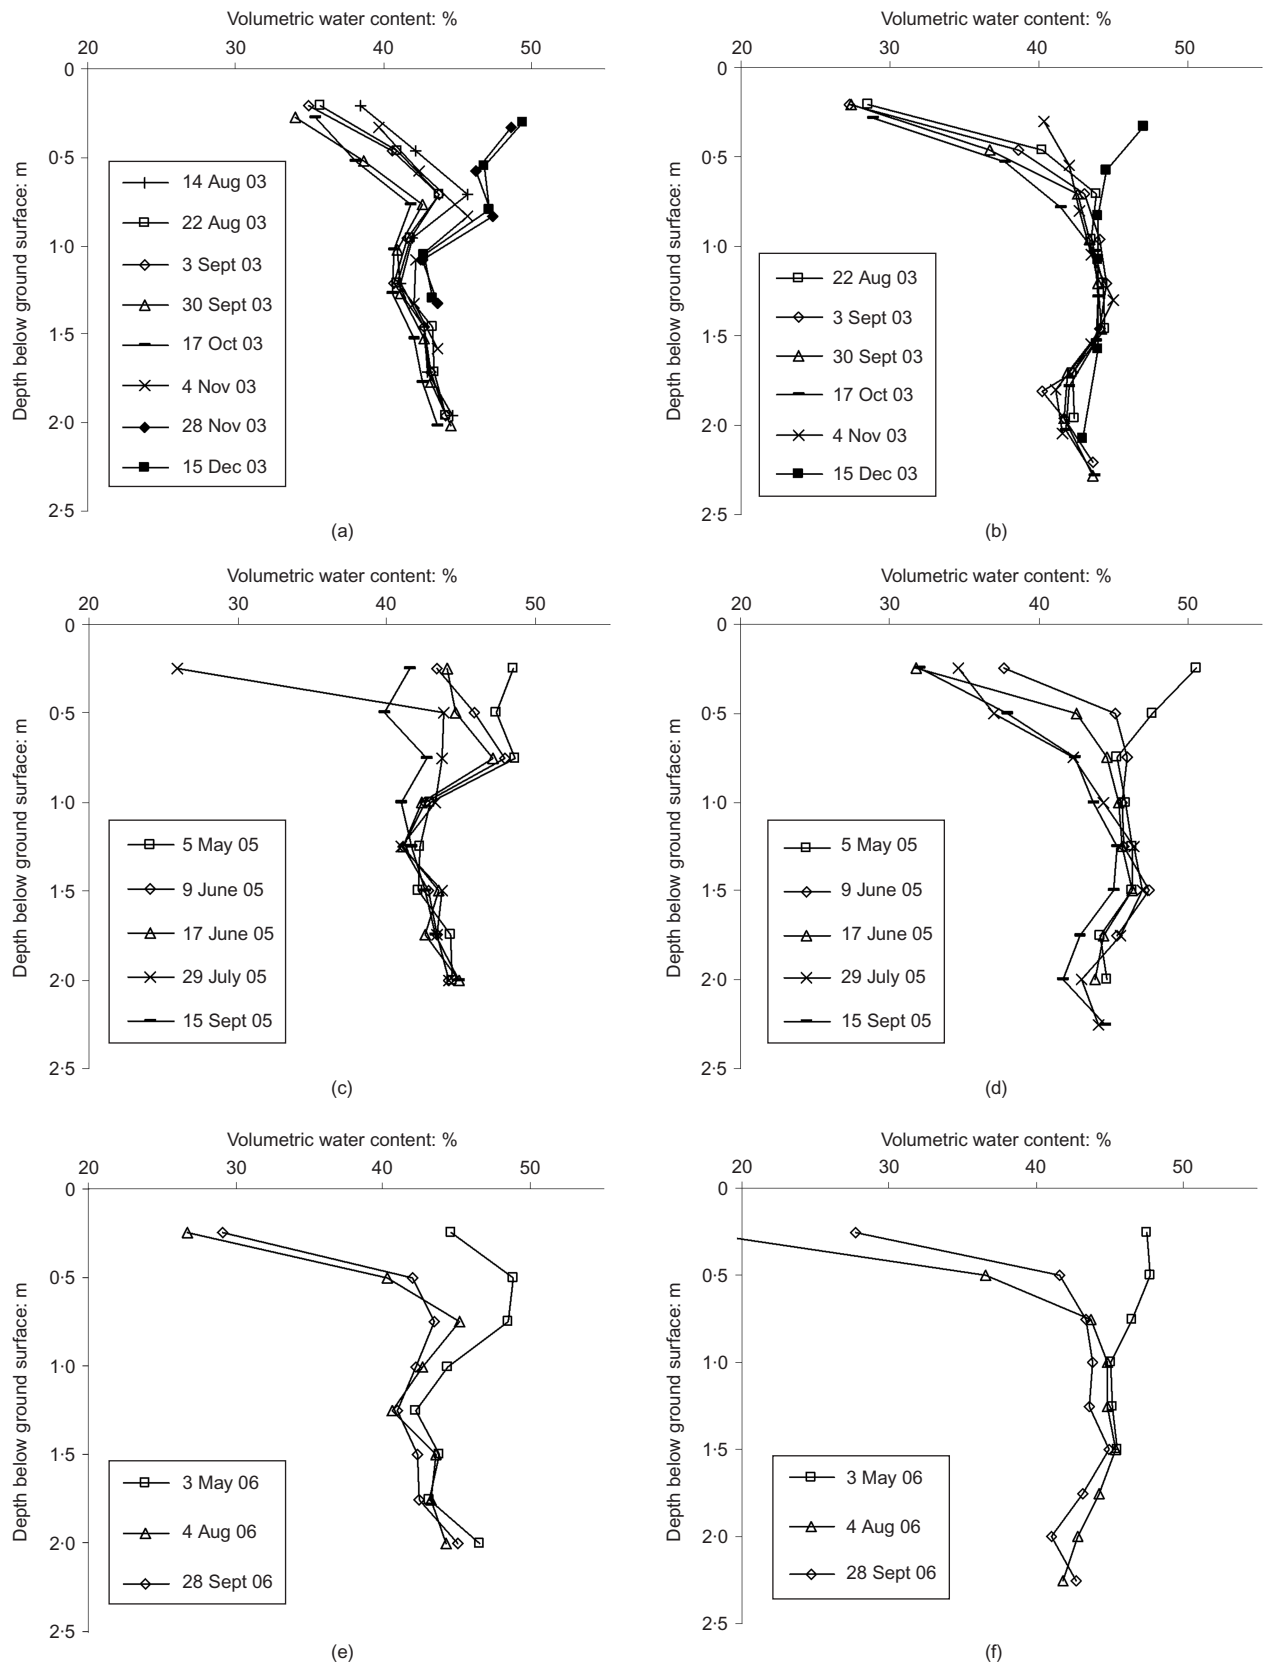 Volumetric water content: %
20 30 40 50
0
0·5
1·0
1·5
2·0
2·5
Depth below ground surface: m
14 Aug 03
22 Aug 03
3 Sept 03
30 Sept 03
17 Oct 03
4 Nov 03
28 Nov 03
15 Dec 03
(a)
Volumetric water content: %
20 30 40 50
0
0·5
1·0
1·5
2·0
2·5
Depth below ground surface: m
22 Aug 03
3 Sept 03
30 Sept 03
17 Oct 03
4 Nov 03
15 Dec 03
(b)
Volumetric water content: %
20 30 40 50
0
0·5
1·0
1·5
2·0
2·5
Depth below ground surface: m
5 May 05
9 June 05
17 June 05
29 July 05
15 Sept 05
(c)
Volumetric water content: %
20 30 40 50
0
0·5
1·0
1·5
2·0
2·5
Depth below ground surface: m
5 May 05
9 June 05
17 June 05
29 July 05
15 Sept 05
(d)
Volumetric water content: %
20 30 40 50
0
0·5
1·0
1·5
2·0
2·5
Depth below ground surface: m
3 May 06
4 Aug 06
28 Sept 06
(e)
Volumetric water content: %
20 30 40 50
0
0·5
1·0
1·5
2·0
2·5
Depth below ground surface: m
3 May 06
4 Aug 06
28 Sept 06
(f)